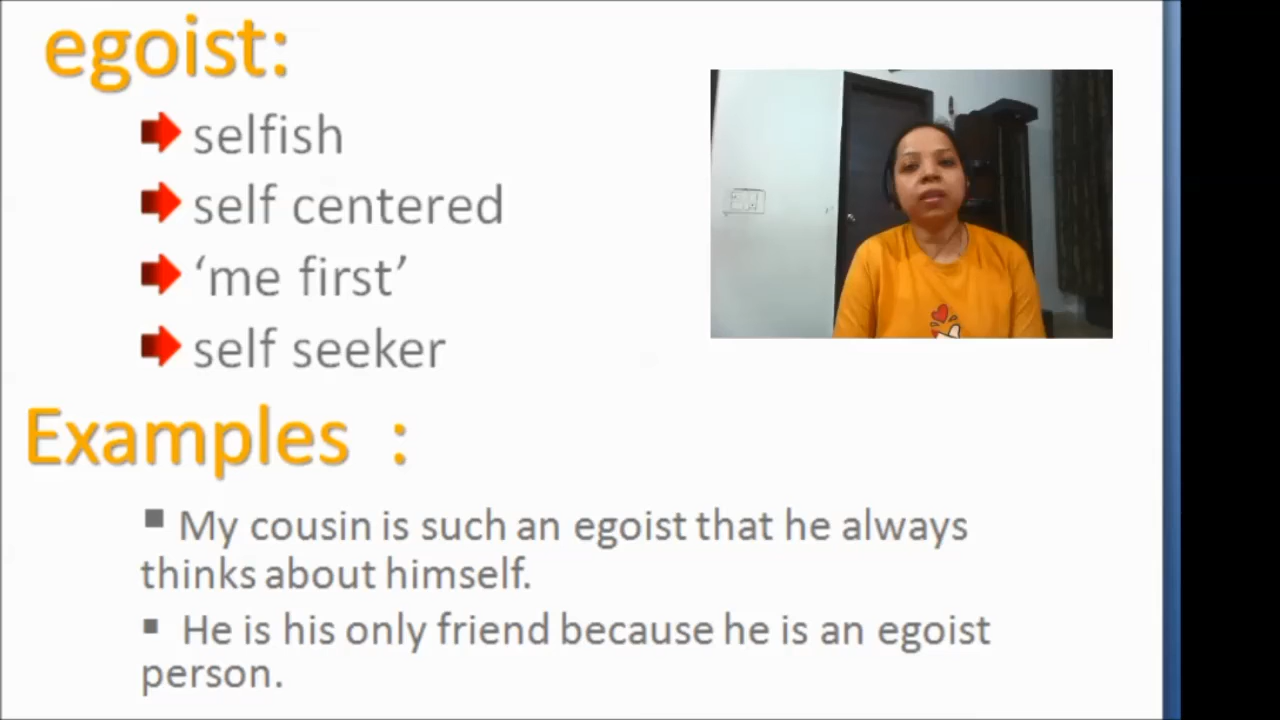 egoist:
selfish
self centered
‘me first’
self seeker
Examples :
My cousin is such an egoist that he always
thinks about himself.
He is his only friend because he is an egoist
person.